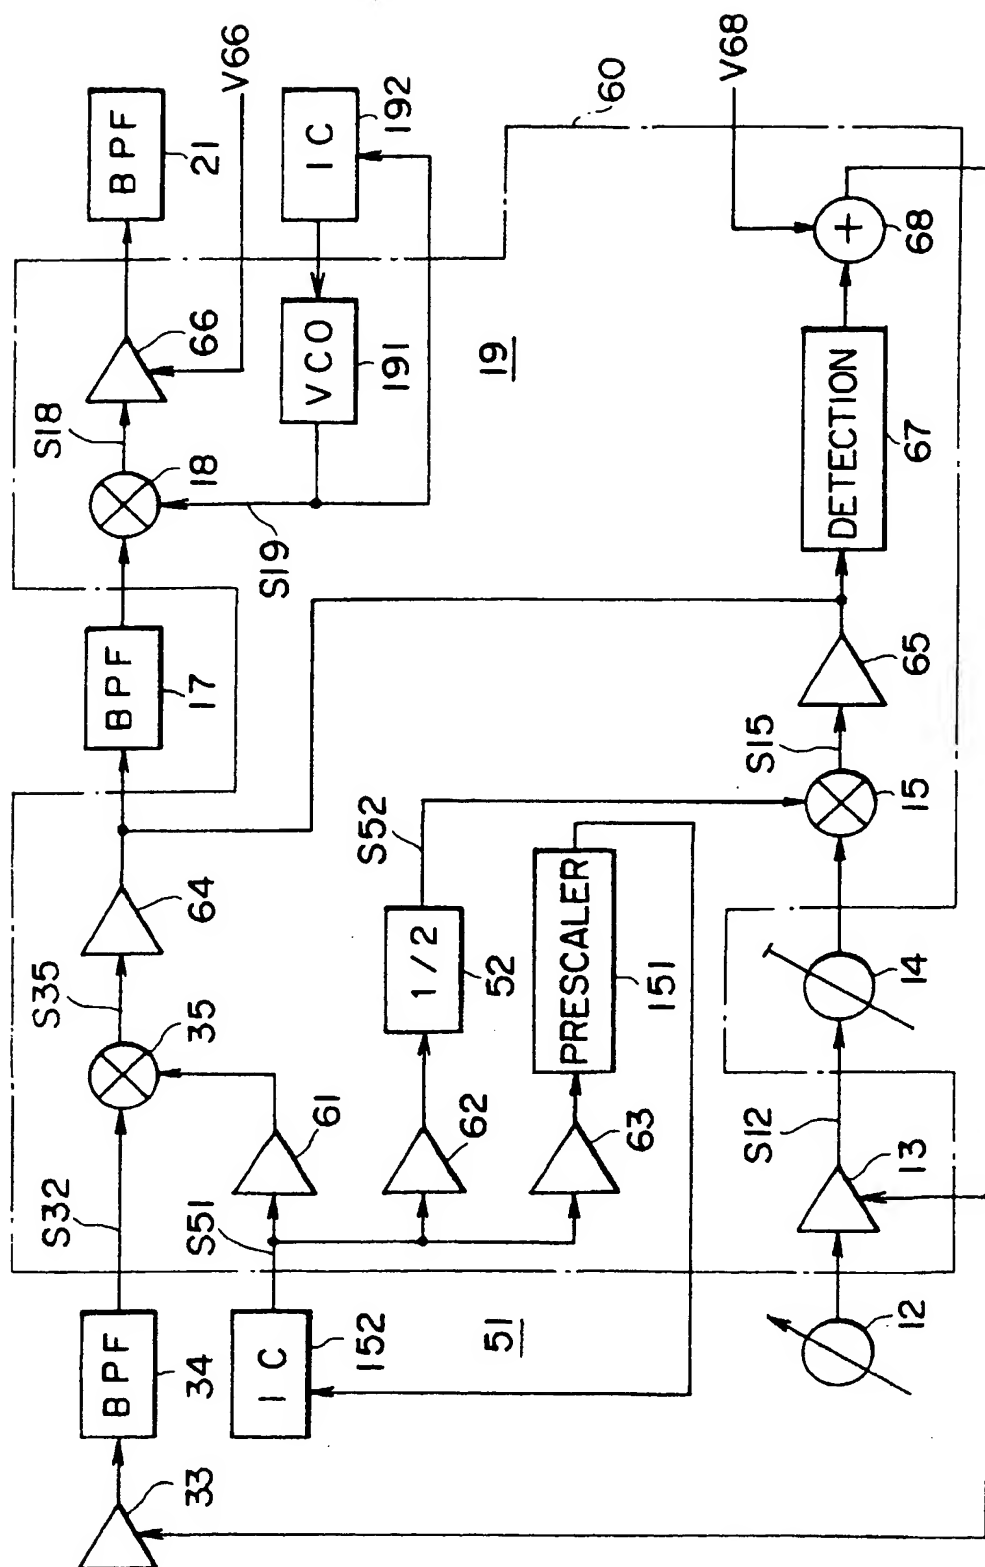 33
BPF
34
S32
35
S35
64
BPF
17
18
S18
66
BPF
21
V66
IC
152
S51
61
62
63
1/2
52
S52
PRESCALER
151
51
S19
VCO
191
IC
192
19
60
12
13
S12
14
15
S15
65
DETECTION
67
+
68
V68